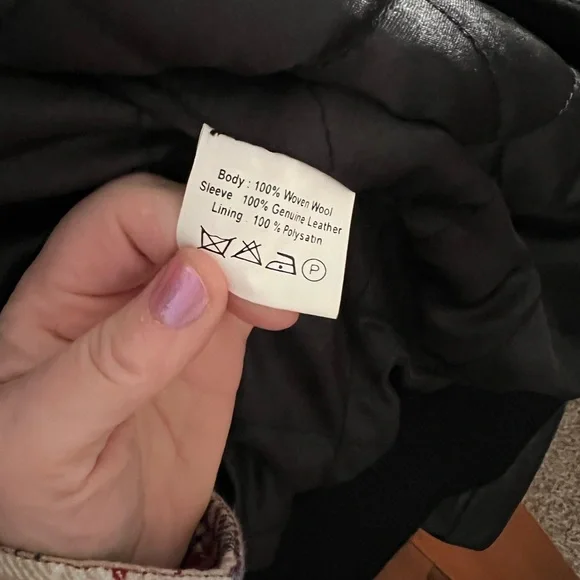 Body : 100% Woven Wool
Sleeve 100% Genuine Leather
Lining 100 % Polysatin
P